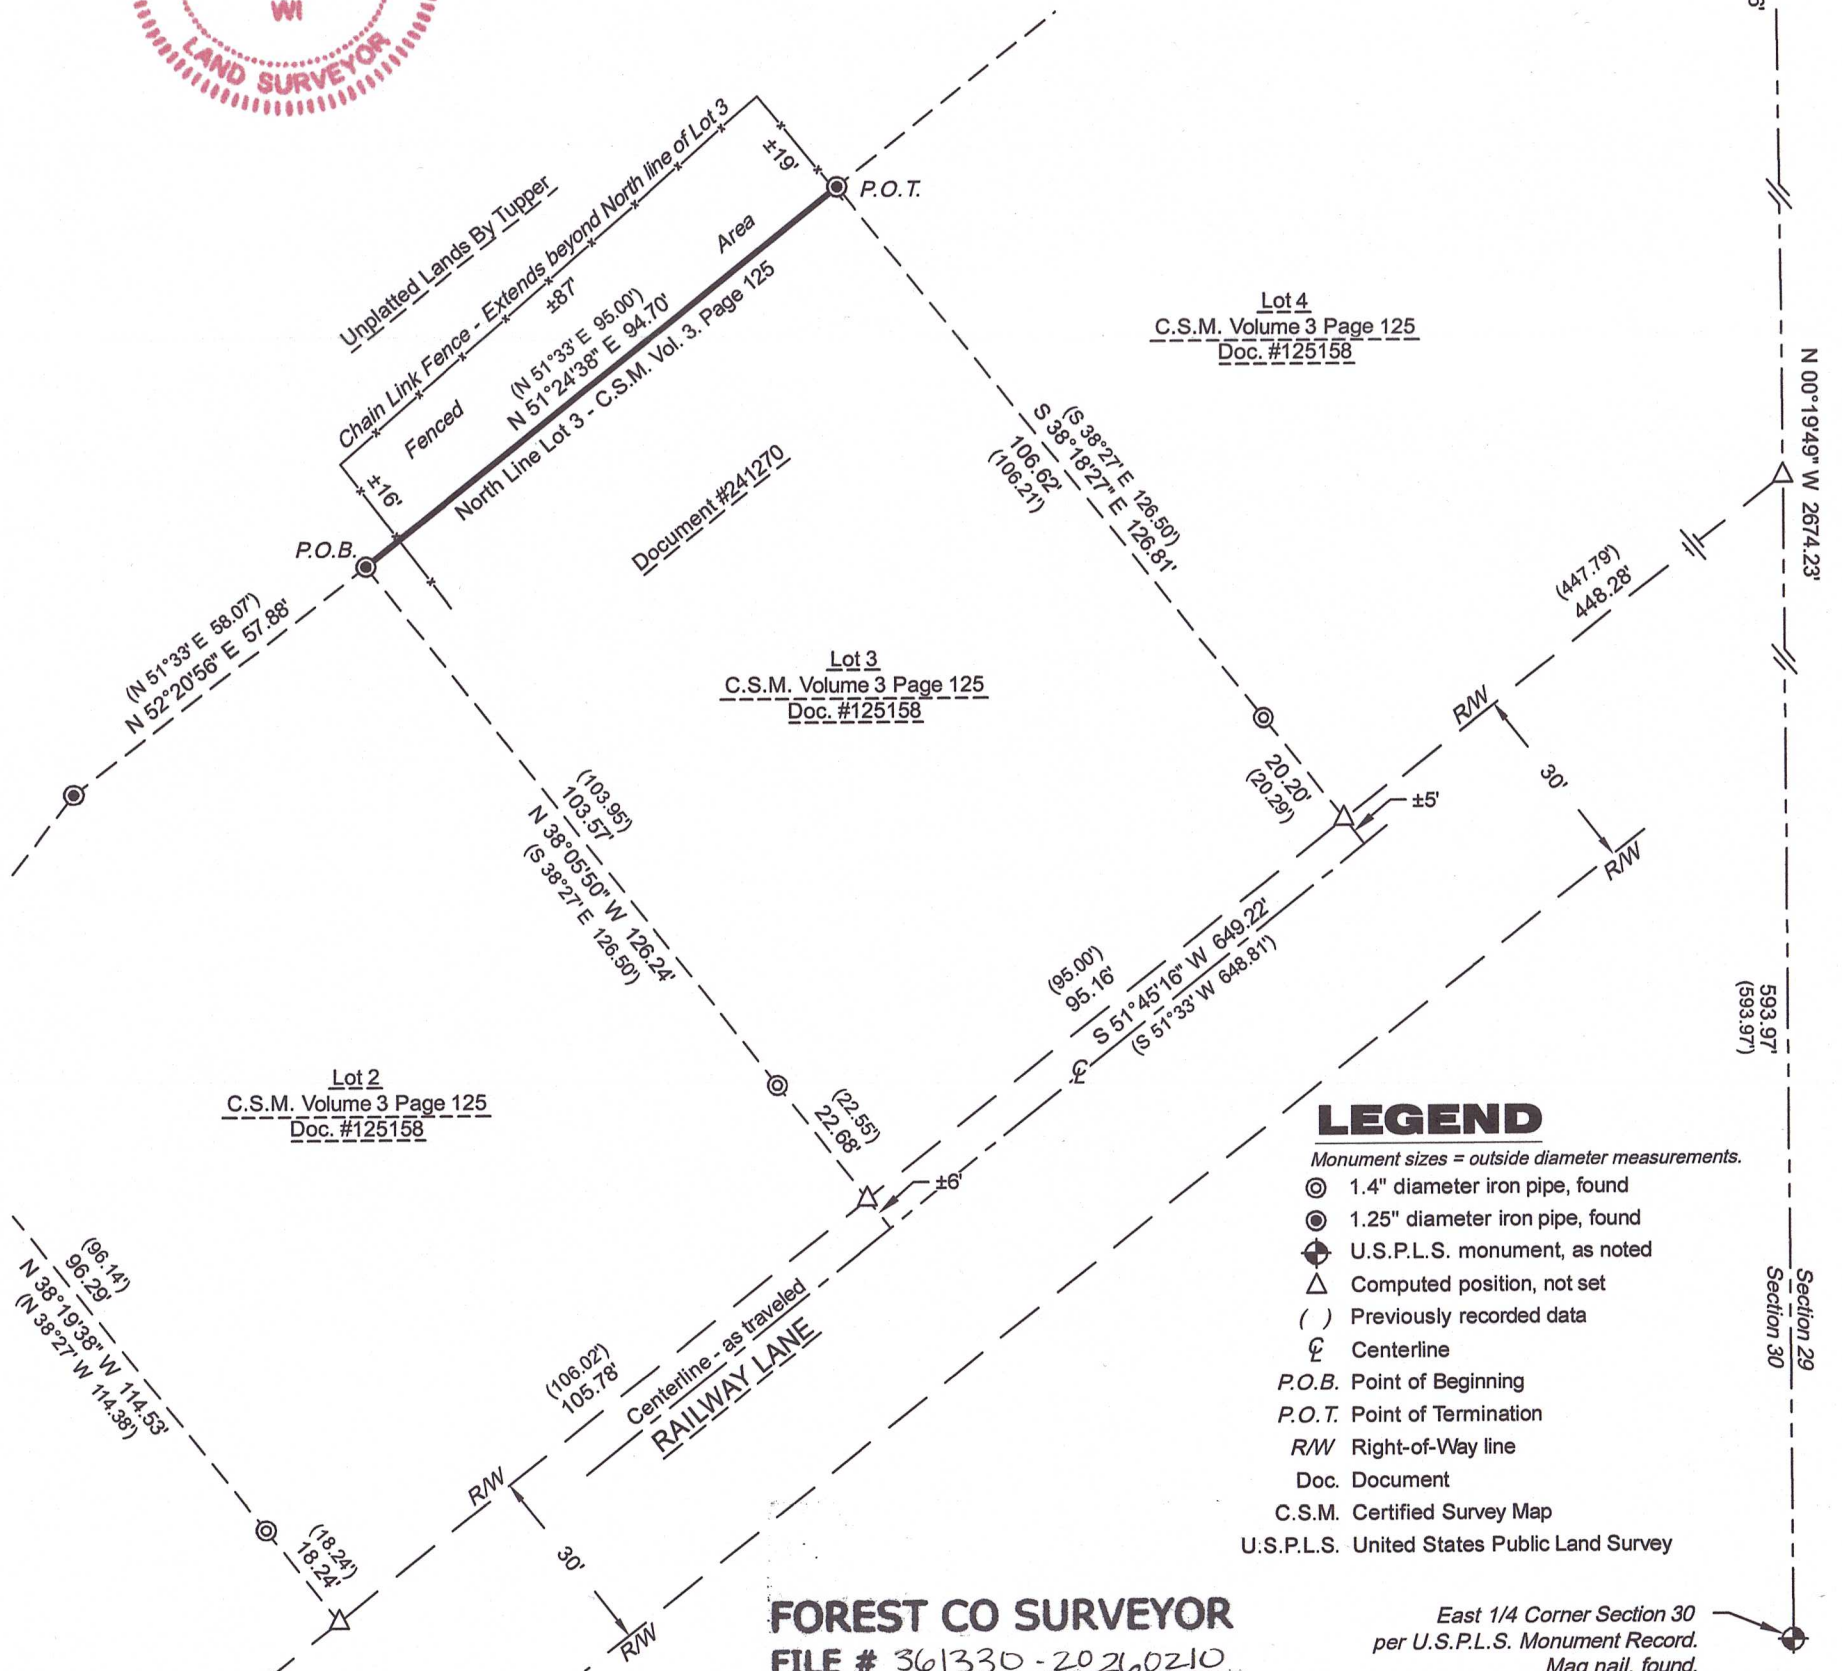 WI
LAND SURVEYOR
Unplatted Lands By Tupper
Chain Link Fence - Extends beyond North line of Lot 3
±87'
±19'
±16'
Fenced Area
(N 51°33' E 95.00')
N 51°24'38" E 94.70'
North Line Lot 3 - C.S.M. Vol. 3. Page 125
P.O.T.
P.O.B.
Document #241270
Lot 4
C.S.M. Volume 3 Page 125
Doc. #125158
(S 38°27' E 126.50')
S 38°18'27" E 126.81'
106.62'
(106.21')
N 00°19'49" W 2674.23'
(447.79')
448.28'
(N 51°33' E 58.07')
N 52°20'56" E 57.88'
Lot 3
C.S.M. Volume 3 Page 125
Doc. #125158
R/W
30'
R/W
20.20'
(20.29')
±5'
(103.95')
103.57'
N 38°05'50" W 126.24'
(S 38°27' E 126.50')
(95.00')
95.16'
S 51°45'16" W 649.22'
(S 51°33' W 648.81')
℄
593.97'
(593.97')
Lot 2
C.S.M. Volume 3 Page 125
Doc. #125158
(22.55')
22.68'
±6'
(96.14')
96.29'
N 38°19'38" W 114.53'
(N 38°27' W 114.38')
(106.02')
105.78'
Centerline - as traveled
RAILWAY LANE
R/W
30'
R/W
(18.24')
18.24'
LEGEND
Monument sizes = outside diameter measurements.
1.4" diameter iron pipe, found
1.25" diameter iron pipe, found
U.S.P.L.S. monument, as noted
Computed position, not set
( ) Previously recorded data
℄ Centerline
P.O.B. Point of Beginning
P.O.T. Point of Termination
R/W Right-of-Way line
Doc. Document
C.S.M. Certified Survey Map
U.S.P.L.S. United States Public Land Survey
Section 29
Section 30
FOREST CO SURVEYOR
FILE # 361330-20260210
East 1/4 Corner Section 30
per U.S.P.L.S. Monument Record.
Mag nail, found.